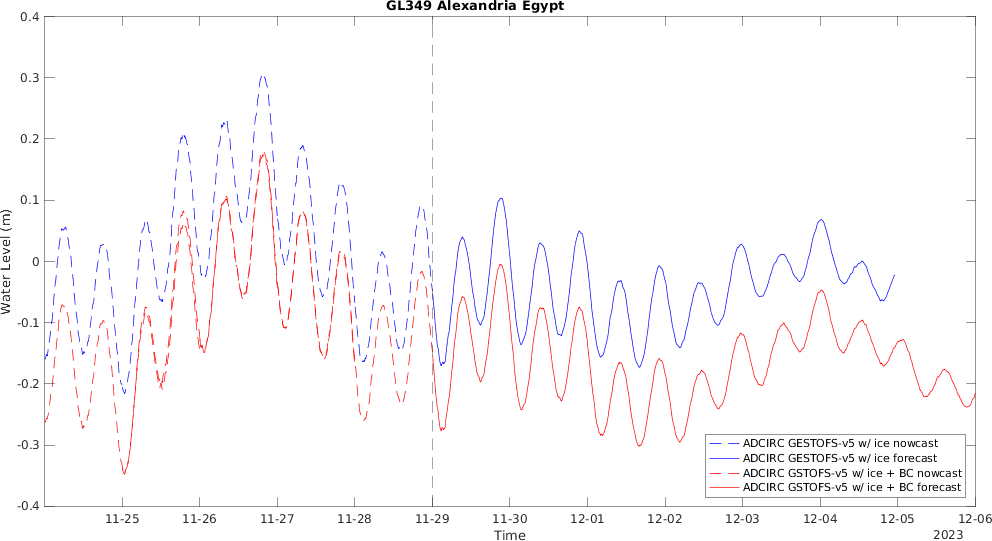 GL349 Alexandria Egypt
0.4
0.3
0.2
0.1
0
-0.1
-0.2
-0.3
-0.4
Water Level (m)
ADCIRC GESTOFS-v5 w/ ice nowcast
ADCIRC GESTOFS-v5 w/ ice forecast
ADCIRC GSTOFS-v5 w/ ice + BC nowcast
ADCIRC GSTOFS-v5 w/ ice + BC forecast
11-25 11-26 11-27 11-28 11-29 11-30 12-01 12-02 12-03 12-04 12-05 12-06
Time
2023